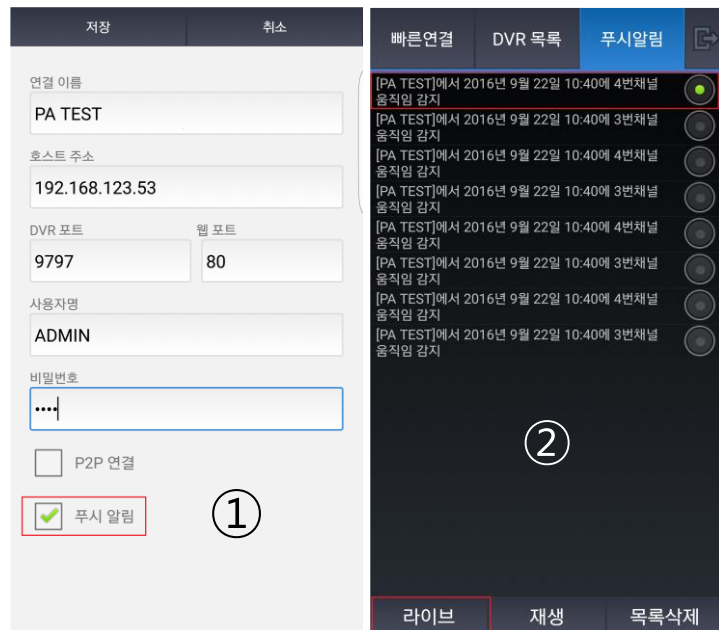 저장 취소
연결 이름
PA TEST
호스트 주소
192.168.123.53
DVR 포트 웹 포트
9797 80
사용자명
ADMIN
비밀번호
••••
P2P 연결
푸시 알림
①
빠른연결 DVR 목록 푸시알림
[PA TEST]에서 2016년 9월 22일 10:40에 4번채널
움직임 감지
[PA TEST]에서 2016년 9월 22일 10:40에 3번채널
움직임 감지
[PA TEST]에서 2016년 9월 22일 10:40에 4번채널
움직임 감지
[PA TEST]에서 2016년 9월 22일 10:40에 3번채널
움직임 감지
[PA TEST]에서 2016년 9월 22일 10:40에 4번채널
움직임 감지
[PA TEST]에서 2016년 9월 22일 10:40에 3번채널
움직임 감지
[PA TEST]에서 2016년 9월 22일 10:40에 4번채널
움직임 감지
[PA TEST]에서 2016년 9월 22일 10:40에 3번채널
움직임 감지
②
라이브 재생 목록삭제